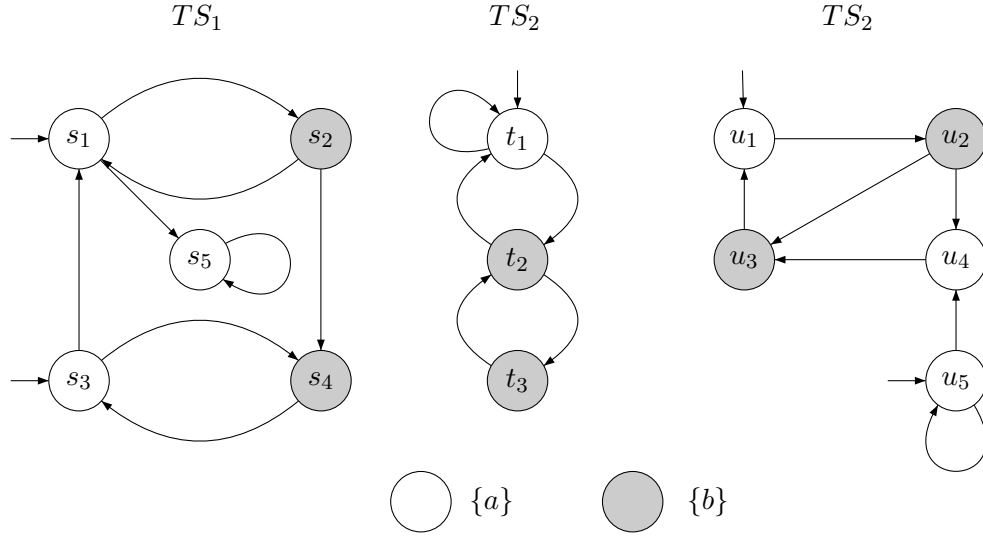 TS₁ TS₂ TS₂
s₁ s₂ t₁ u₁ u₂
s₅ t₂ u₃ u₄
s₃ s₄ t₃ u₅
{a} {b}